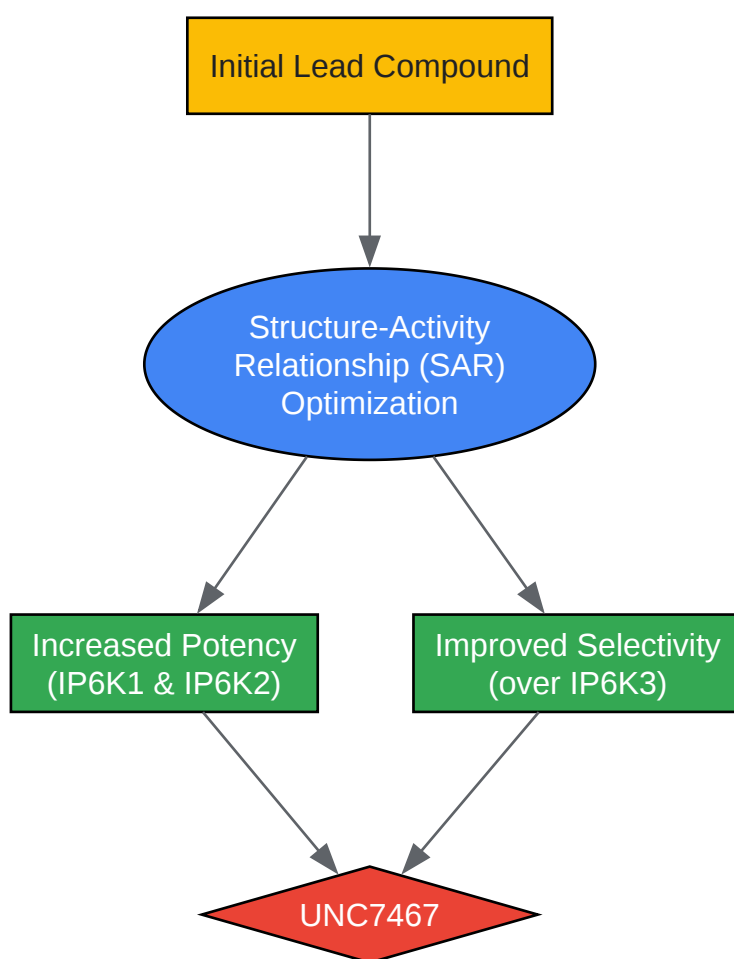 Initial Lead Compound
Structure-Activity
Relationship (SAR)
Optimization
Increased Potency
(IP6K1 & IP6K2)
Improved Selectivity
(over IP6K3)
UNC7467